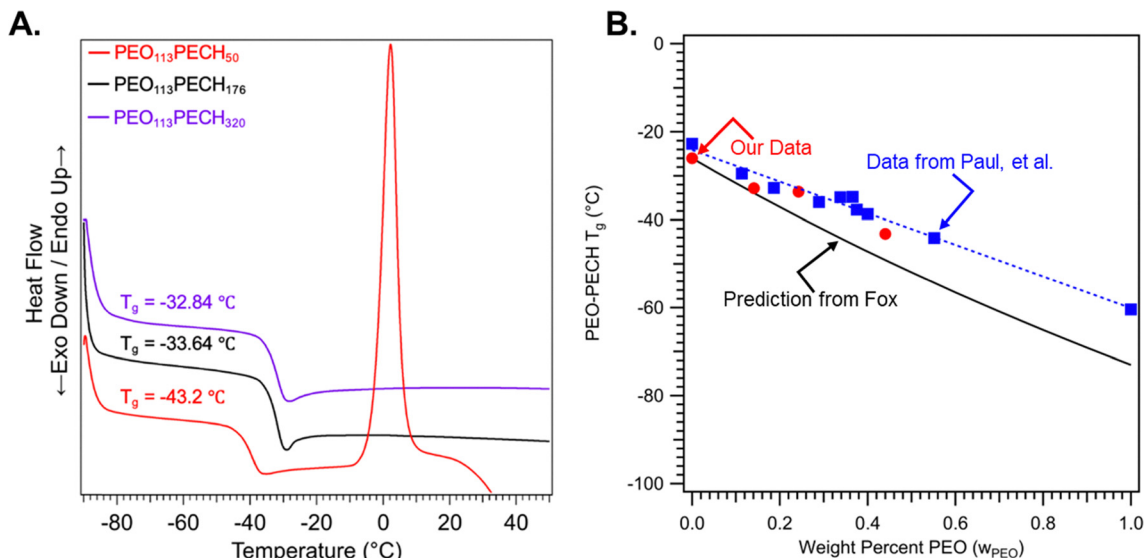 A.
PEO₁₁₃PECH₅₀
PEO₁₁₃PECH₁₇₆
PEO₁₁₃PECH₃₂₀
Heat Flow
←Exo Down / Endo Up→
Tg = -32.84 ℃
Tg = -33.64 ℃
Tg = -43.2 ℃
-80 -60 -40 -20 0 20 40
Temperature (°C)
B.
0
-20
-40
-60
-80
-100
PEO-PECH Tg (°C)
Our Data
Data from Paul, et al.
Prediction from Fox
0.0 0.2 0.4 0.6 0.8 1.0
Weight Percent PEO (wPEO)